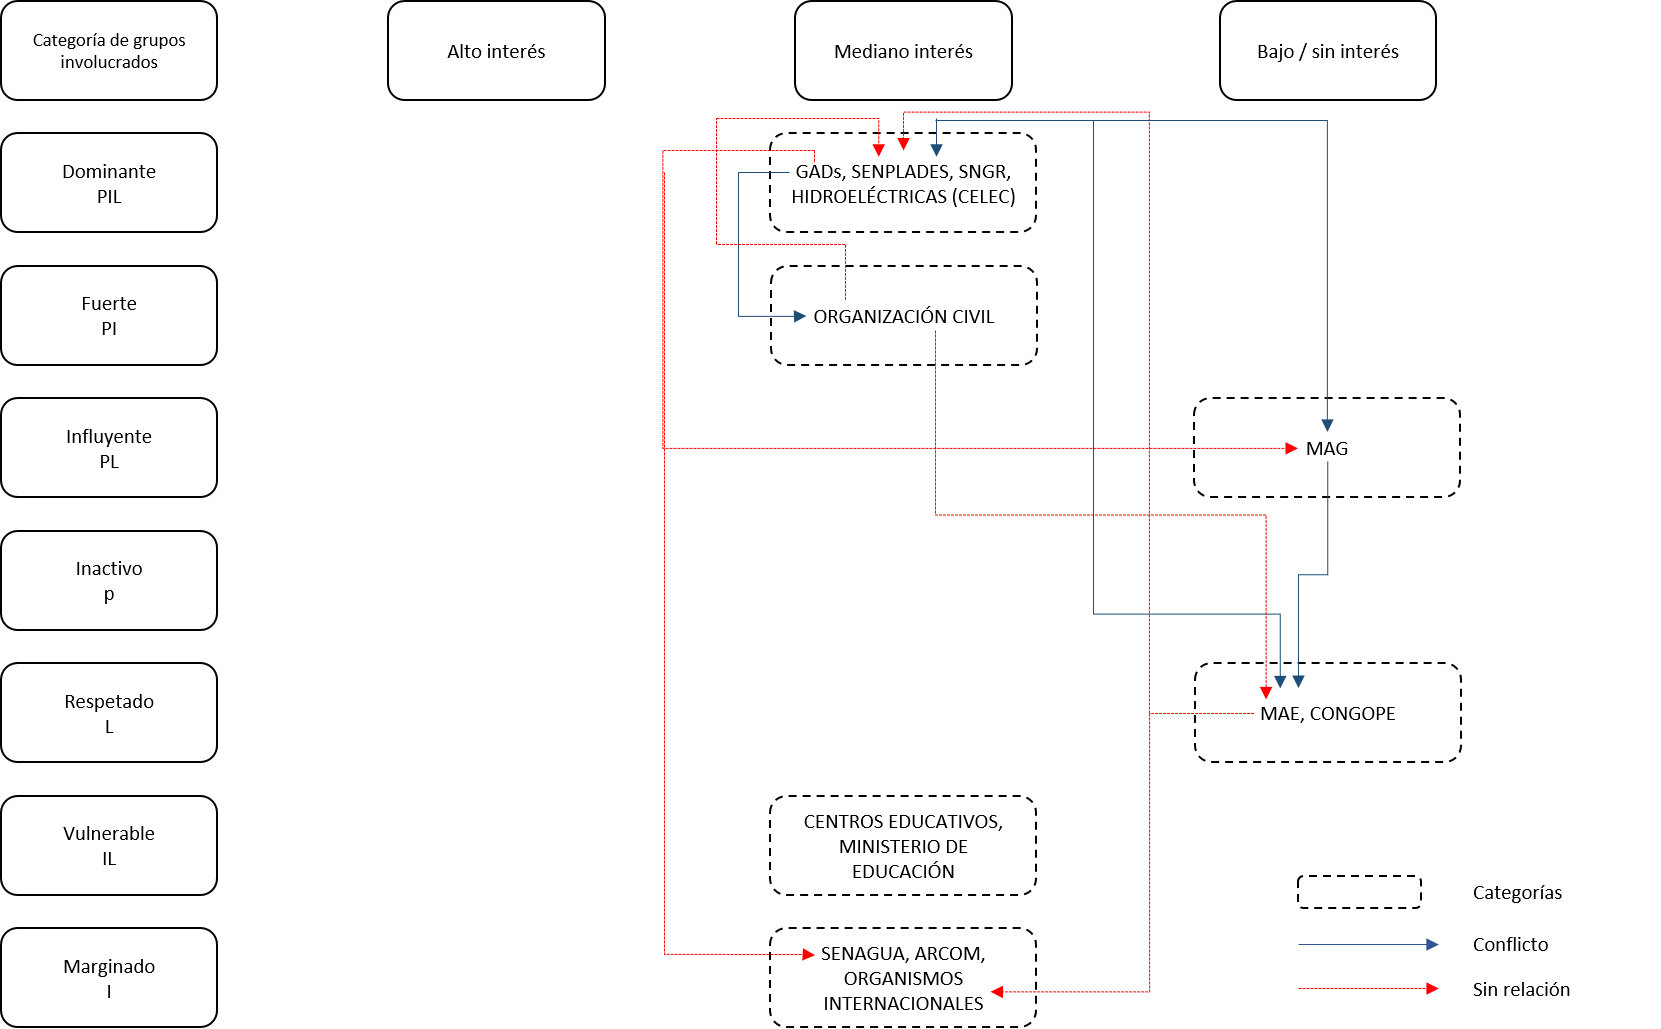 Categoría de grupos
involucrados
Alto interés
Mediano interés
Bajo / sin interés
Dominante
PIL
GADs, SENPLADES, SNGR,
HIDROELÉCTRICAS (CELEC)
Fuerte
PI
ORGANIZACIÓN CIVIL
Influyente
PL
MAG
Inactivo
p
Respetado
L
MAE, CONGOPE
Vulnerable
IL
CENTROS EDUCATIVOS,
MINISTERIO DE
EDUCACIÓN
Marginado
I
SENAGUA, ARCOM,
ORGANISMOS
INTERNACIONALES
Categorías
Conflicto
Sin relación